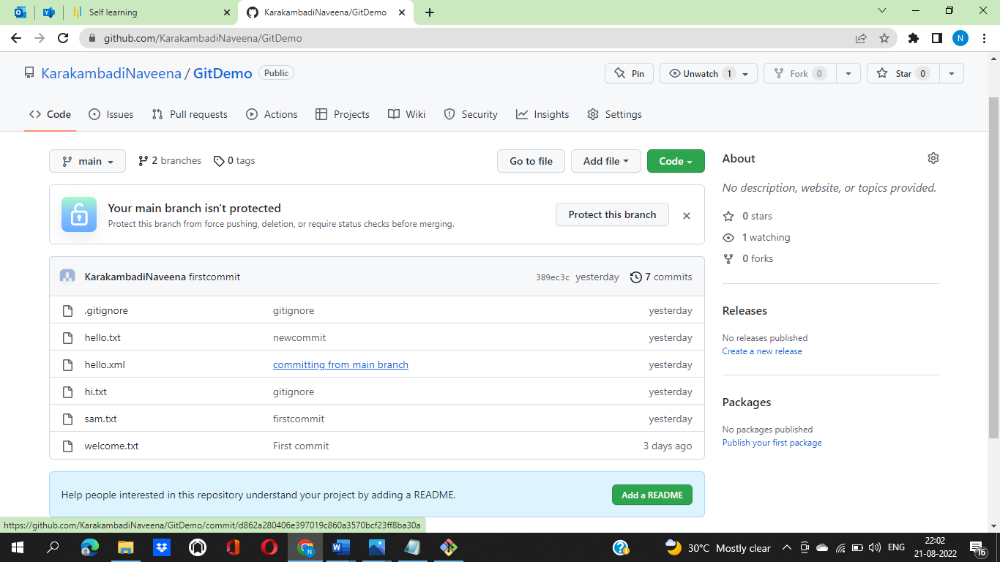 Self learning
KarakambadiNaveena/GitDemo
github.com/KarakambadiNaveena/GitDemo
N
KarakambadiNaveena / GitDemo Public
Pin
Unwatch 1
Fork 0
Star 0
Code
Issues
Pull requests
Actions
Projects
Wiki
Security
Insights
Settings
main
2 branches
0 tags
Go to file
Add file
Code
Your main branch isn't protected
Protect this branch from force pushing, deletion, or require status checks before merging.
Protect this branch
KarakambadiNaveena firstcommit 389ec3c yesterday 7 commits
.gitignore gitignore yesterday
hello.txt newcommit yesterday
hello.xml committing from main branch yesterday
hi.txt gitignore yesterday
sam.txt firstcommit yesterday
welcome.txt First commit 3 days ago
Help people interested in this repository understand your project by adding a README.
Add a README
About
No description, website, or topics provided.
0 stars
1 watching
0 forks
Releases
No releases published
Create a new release
Packages
No packages published
Publish your first package
https://github.com/KarakambadiNaveena/GitDemo/commit/d862a280406e397019c860a3570bcf23ff8ba30a
N
W
30°C Mostly clear
ENG
22:02
21-08-2022
16